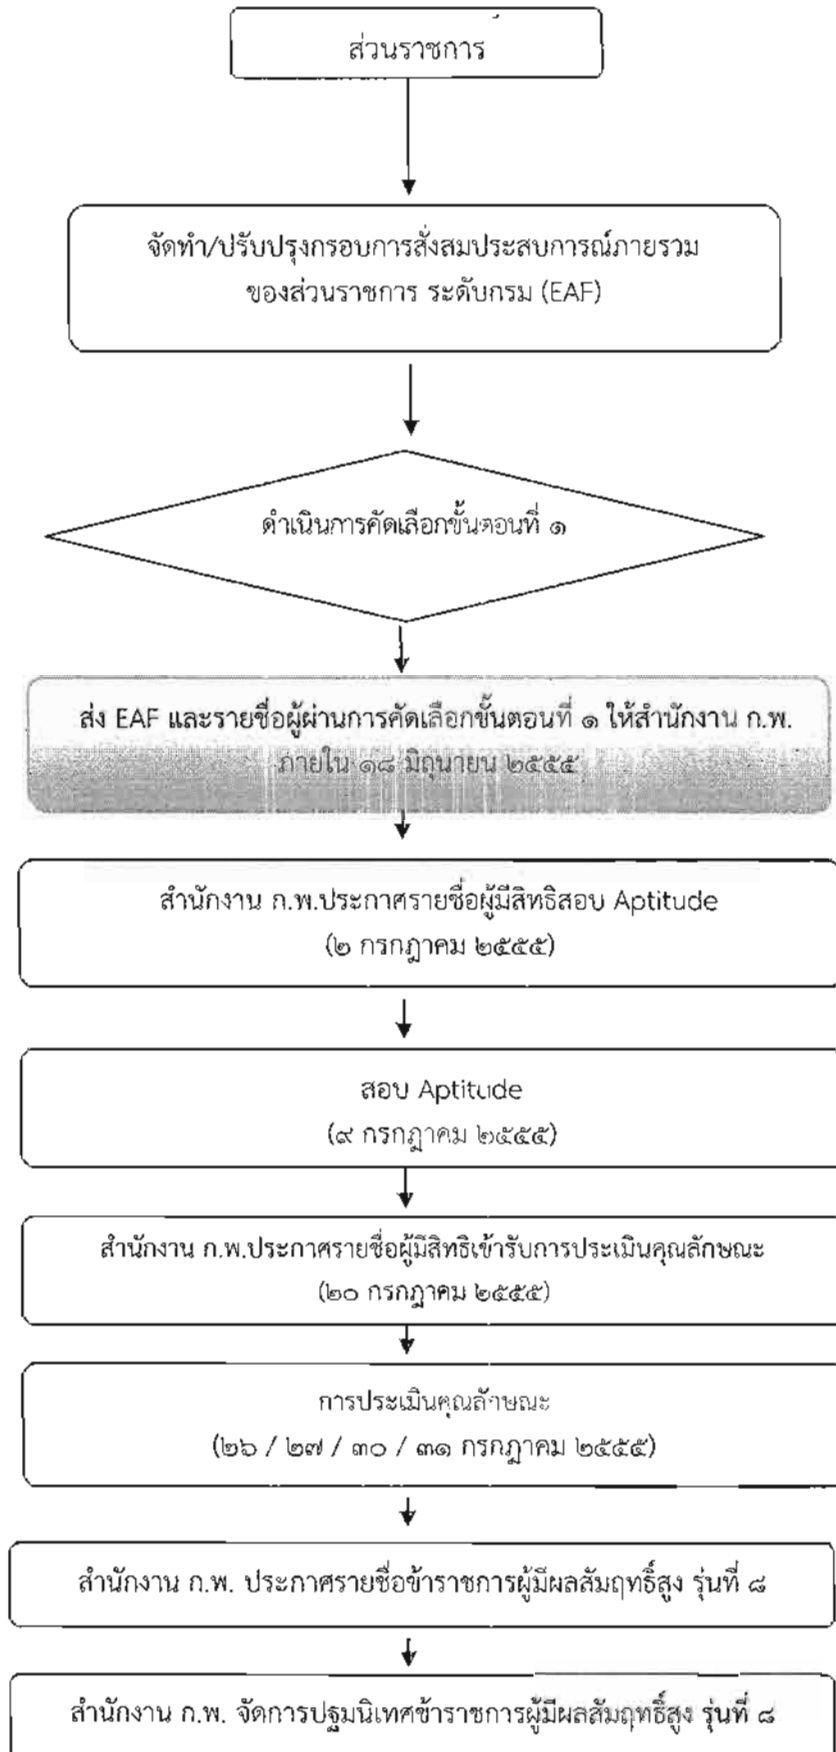 ส่วนราชการ
จัดทำ/ปรับปรุงกรอบการสั่งสมประสบการณ์ภายรวม
ของส่วนราชการ ระดับกรม (EAF)
ดำเนินการคัดเลือกขั้นตอนที่ ๑
ส่ง EAF และรายชื่อผู้ผ่านการคัดเลือกขั้นตอนที่ ๑ ให้สำนักงาน ก.พ.
ภายใน ๑๘ มิถุนายน ๒๕๕๕
สำนักงาน ก.พ.ประกาศรายชื่อผู้มีสิทธิสอบ Aptitude
(๒ กรกฎาคม ๒๕๕๕)
สอบ Aptitude
(๙ กรกฎาคม ๒๕๕๕)
สำนักงาน ก.พ.ประกาศรายชื่อผู้มีสิทธิเข้ารับการประเมินคุณลักษณะ
(๒๐ กรกฎาคม ๒๕๕๕)
การประเมินคุณลักษณะ
(๒๖ / ๒๗ / ๓๐ / ๓๑ กรกฎาคม ๒๕๕๕)
สำนักงาน ก.พ. ประกาศรายชื่อข้าราชการผู้มีผลสัมฤทธิ์สูง รุ่นที่ ๘
สำนักงาน ก.พ. จัดการปฐมนิเทศข้าราชการผู้มีผลสัมฤทธิ์สูง รุ่นที่ ๘